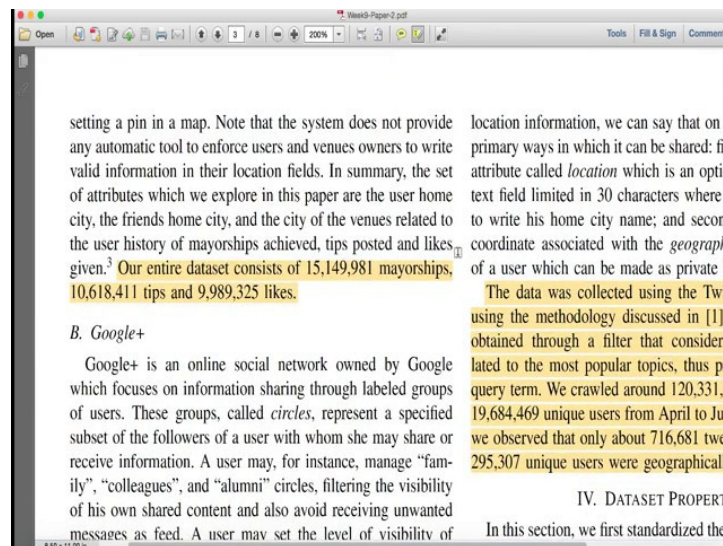 Week9-Paper-2.pdf
Open
3 / 8
200%
Tools
Fill & Sign
Comment
setting a pin in a map. Note that the system does not provide
any automatic tool to enforce users and venues owners to write
valid information in their location fields. In summary, the set
of attributes which we explore in this paper are the user home
city, the friends home city, and the city of the venues related to
the user history of mayorships achieved, tips posted and likes
given.3 Our entire dataset consists of 15,149,981 mayorships,
10,618,411 tips and 9,989,325 likes.
B. Google+
Google+ is an online social network owned by Google
which focuses on information sharing through labeled groups
of users. These groups, called circles, represent a specified
subset of the followers of a user with whom she may share or
receive information. A user may, for instance, manage “fam-
ily”, “colleagues”, and “alumni” circles, filtering the visibility
of his own shared content and also avoid receiving unwanted
messages as feed. A user may set the level of visibility of
location information, we can say that on
primary ways in which it can be shared: fi
attribute called location which is an opti
text field limited in 30 characters where
to write his home city name; and secon
coordinate associated with the geograph
of a user which can be made as private
The data was collected using the Tw
using the methodology discussed in [1]
obtained through a filter that consider
lated to the most popular topics, thus p
query term. We crawled around 120,331,
19,684,469 unique users from April to Ju
we observed that only about 716,681 twe
295,307 unique users were geographical
IV. DATASET PROPERT
In this section, we first standardized the